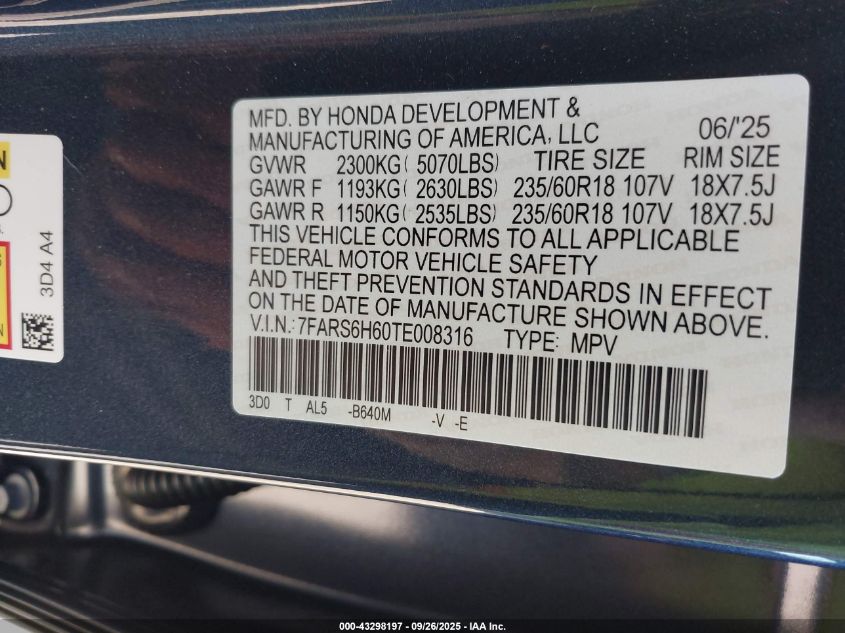 MFD. BY HONDA DEVELOPMENT &
MANUFACTURING OF AMERICA, LLC 06/'25
GVWR 2300KG( 5070LBS) TIRE SIZE RIM SIZE
GAWR F 1193KG( 2630LBS) 235/60R18 107V 18X7.5J
GAWR R 1150KG( 2535LBS) 235/60R18 107V 18X7.5J
THIS VEHICLE CONFORMS TO ALL APPLICABLE
FEDERAL MOTOR VEHICLE SAFETY
AND THEFT PREVENTION STANDARDS IN EFFECT
ON THE DATE OF MANUFACTURE SHOWN ABOVE.
V.I.N.: 7FARS6H60TE008316 TYPE: MPV
3D0 T AL5 -B640M -V -E
3D4 A4
000-43298197 - 09/26/2025 - IAA Inc.